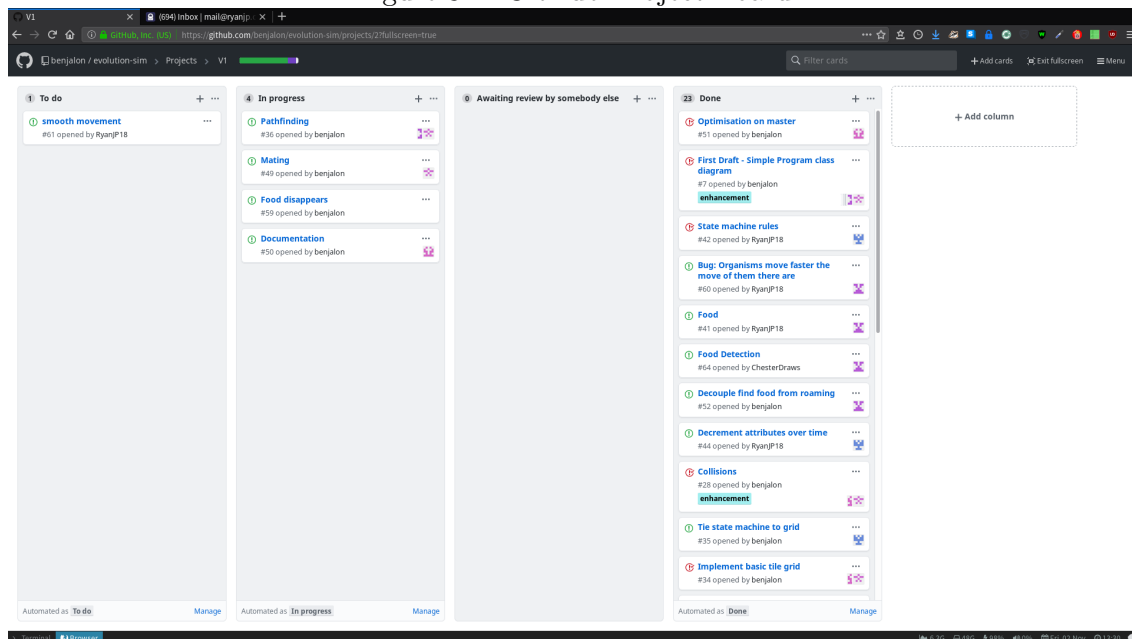 V1
(694) Inbox | mail@ryanjp.
GitHub, Inc. (US) https://github.com/benjalon/evolution-sim/projects/2?fullscreen=true
benjalon / evolution-sim > Projects > V1
Filter cards
+ Add cards
Exit fullscreen
Menu
1 To do
smooth movement
#61 opened by RyanJP18
Automated as To do
Manage
4 In progress
Pathfinding
#36 opened by benjalon
Mating
#49 opened by benjalon
Food disappears
#59 opened by benjalon
Documentation
#50 opened by benjalon
Automated as In progress
Manage
0 Awaiting review by somebody else
23 Done
Optimisation on master
#51 opened by benjalon
First Draft - Simple Program class
diagram
#7 opened by benjalon
enhancement
State machine rules
#42 opened by RyanJP18
Bug: Organisms move faster the
move of them there are
#60 opened by RyanJP18
Food
#41 opened by RyanJP18
Food Detection
#64 opened by ChesterDraws
Decouple find food from roaming
#52 opened by benjalon
Decrement attributes over time
#44 opened by RyanJP18
Collisions
#28 opened by benjalon
enhancement
Tie state machine to grid
#35 opened by benjalon
Implement basic tile grid
#34 opened by benjalon
Automated as Done
Manage
+ Add column
Terminal
Browser